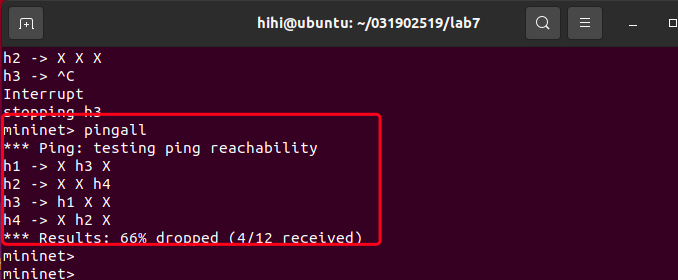 hihi@ubuntu: ~/031902519/lab7
h2 -> X X X
h3 -> ^C
Interrupt
stopping h3
mininet> pingall
*** Ping: testing ping reachability
h1 -> X h3 X
h2 -> X X h4
h3 -> h1 X X
h4 -> X h2 X
*** Results: 66% dropped (4/12 received)
mininet>
mininet>